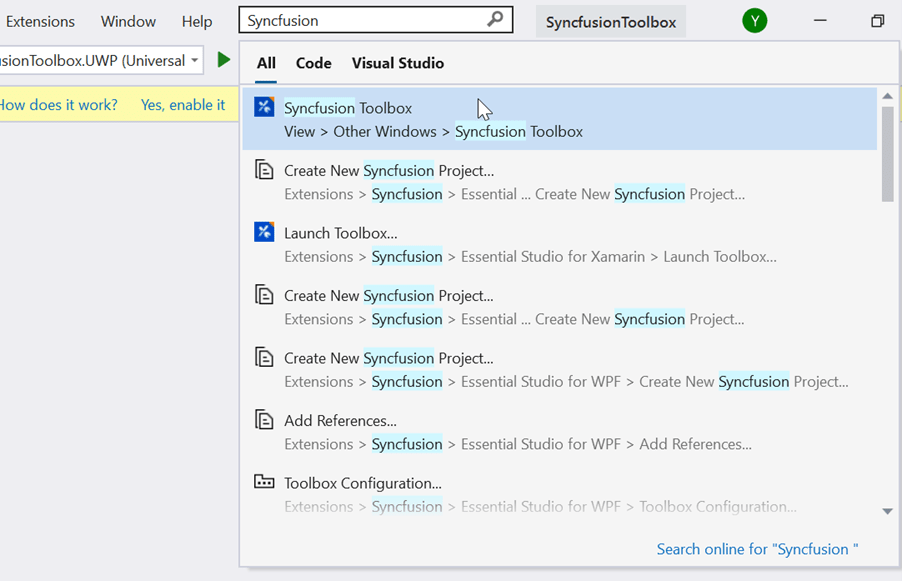 Extensions Window Help Syncfusion SyncfusionToolbox Y
usionToolbox.UWP (Universal
All Code Visual Studio
How does it work? Yes, enable it
Syncfusion Toolbox
View > Other Windows > Syncfusion Toolbox
Create New Syncfusion Project...
Extensions > Syncfusion > Essential ... Create New Syncfusion Project...
Launch Toolbox...
Extensions > Syncfusion > Essential Studio for Xamarin > Launch Toolbox...
Create New Syncfusion Project...
Extensions > Syncfusion > Essential ... Create New Syncfusion Project...
Create New Syncfusion Project...
Extensions > Syncfusion > Essential Studio for WPF > Create New Syncfusion Project...
Add References...
Extensions > Syncfusion > Essential Studio for WPF > Add References...
Toolbox Configuration...
Extensions > Syncfusion > Essential Studio for WPF > Toolbox Configuration...
Search online for "Syncfusion "